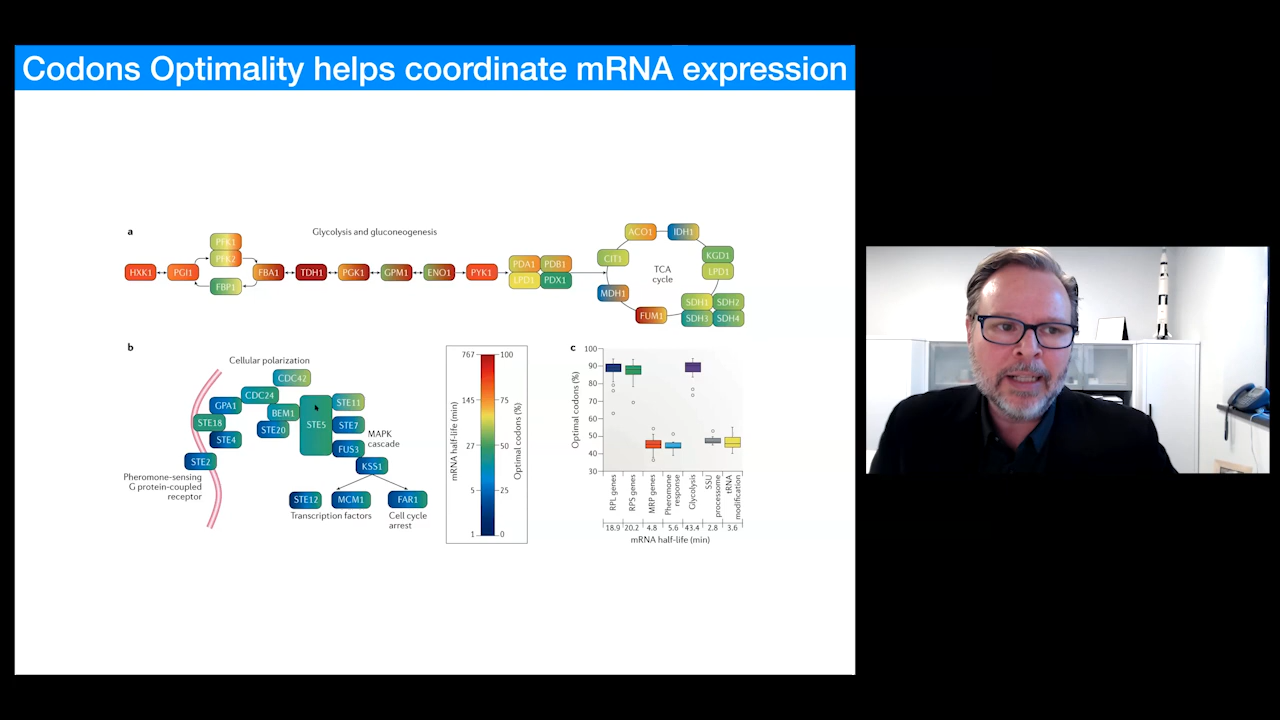 Codons Optimality helps coordinate mRNA expression
a
Glycolysis and gluconeogenesis
HXK1
PGI1
PFK1
PFK2
FBP1
FBA1
TDH1
PGK1
GPM1
ENO1
PYK1
PDA1
PDB1
LPD1
PDX1
CIT1
ACO1
IDH1
KGD1
LPD1
SDH1
SDH2
SDH3
SDH4
FUM1
MDH1
TCA
cycle
b
Cellular polarization
CDC42
CDC24
GPA1
BEM1
STE18
STE20
STE4
STE2
STE5
STE11
STE7
FUS3
KSS1
MAPK
cascade
Pheromone-sensing
G protein-coupled
receptor
STE12
MCM1
FAR1
Transcription factors
Cell cycle
arrest
mRNA half-life (min)
767
145
27
5
1
100
75
50
25
0
Optimal codons (%)
c
Optimal codons (%)
100
90
80
70
60
50
40
30
RPL genes
RPS genes
MRP genes
Pheromone
response
Glycolysis
SSU
processome
tRNA
modification
18.9 20.2 4.8 5.6 43.4 2.8 3.6
mRNA half-life (min)